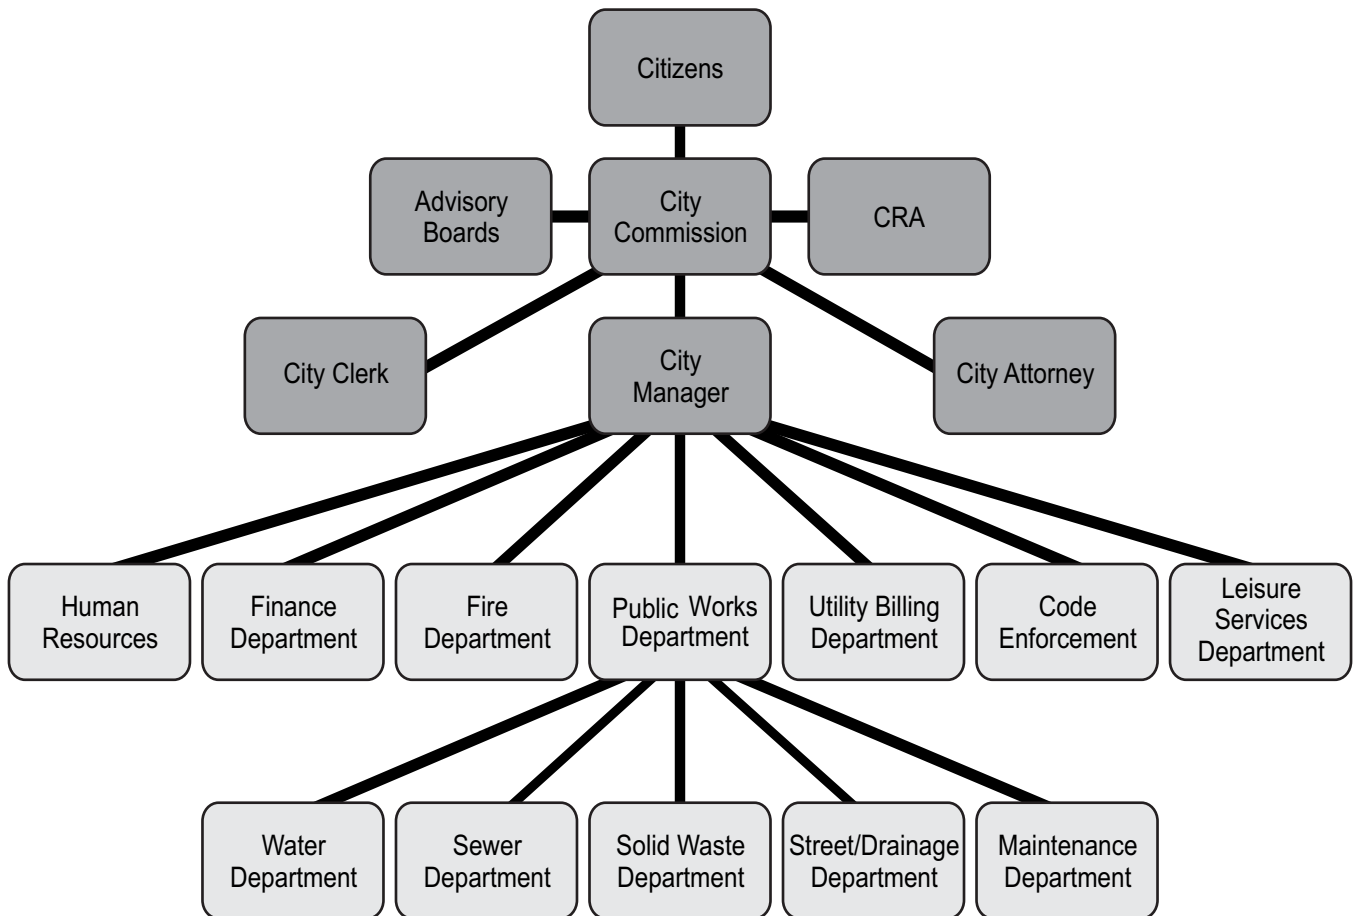 Citizens
Advisory
Boards
City
Commission
CRA
City Clerk
City
Manager
City Attorney
Human
Resources
Finance
Department
Fire
Department
Public Works
Department
Utility Billing
Department
Code
Enforcement
Leisure
Services
Department
Water
Department
Sewer
Department
Solid Waste
Department
Street/Drainage
Department
Maintenance
Department